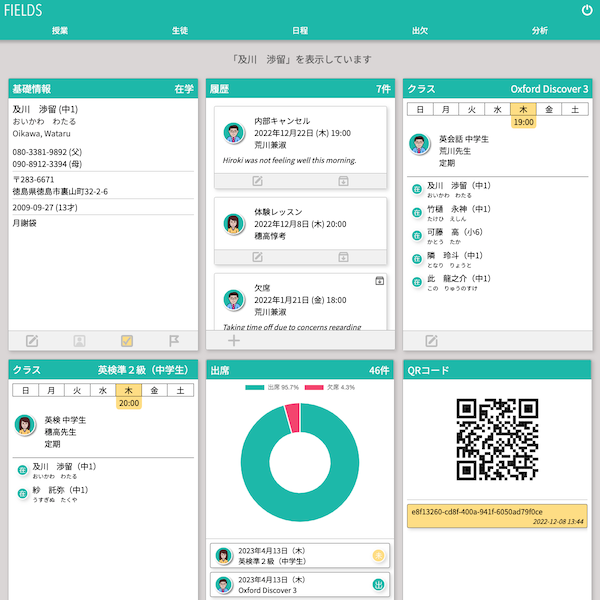 FIELDS
授業 生徒 日程 出欠 分析
「及川 渉留」を表示しています
基礎情報 在学
及川 渉留 (中1)
おいかわ わたる
Oikawa, Wataru
080-3381-9892 (父)
090-8912-3394 (母)
〒283-6671
徳島県徳島市裏山町32-2-6
2009-09-27 (13才)
月謝袋
履歴 7件
内部キャンセル
2022年12月22日 (木) 19:00
荒川兼淑
Hiroki was not feeling well this morning.
体験レッスン
2022年12月8日 (木) 20:00
穂高惇考
欠席
2022年1月21日 (金) 18:00
荒川兼淑
Taking time off due to concerns regarding
クラス Oxford Discover 3
日 月 火 水 木 金 土
19:00
英会話 中学生
荒川先生
定期
在 及川 渉留（中1）
おいかわ わたる
在 竹樋 永神（中1）
たけひ えじん
在 可藤 高（小6）
かとう たか
在 隣 玲斗（中1）
となり りょうと
在 此 龍之介（中1）
この りゅうのすけ
クラス 英検準２級（中学生）
日 月 火 水 木 金 土
20:00
英検 中学生
穂高先生
定期
在 及川 渉留（中1）
おいかわ わたる
在 紗 託弥（中1）
うすぎぬ たくや
出席 46件
出席 95.7% 欠席 4.3%
2023年4月13日（木）
英検準２級（中学生）
2023年4月13日（木）
Oxford Discover 3
出
QRコード
e8f13260-cd8f-400a-941f-6050ad79f0ce
2022-12-08 13:44